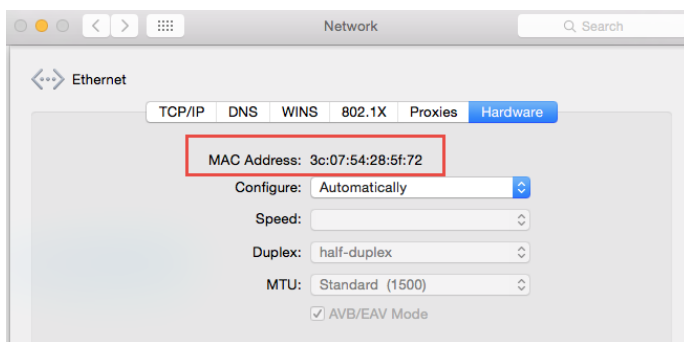 Network
Search
Ethernet
TCP/IP DNS WINS 802.1X Proxies Hardware
MAC Address: 3c:07:54:28:5f:72
Configure: Automatically
Speed:
Duplex: half-duplex
MTU: Standard (1500)
AVB/EAV Mode